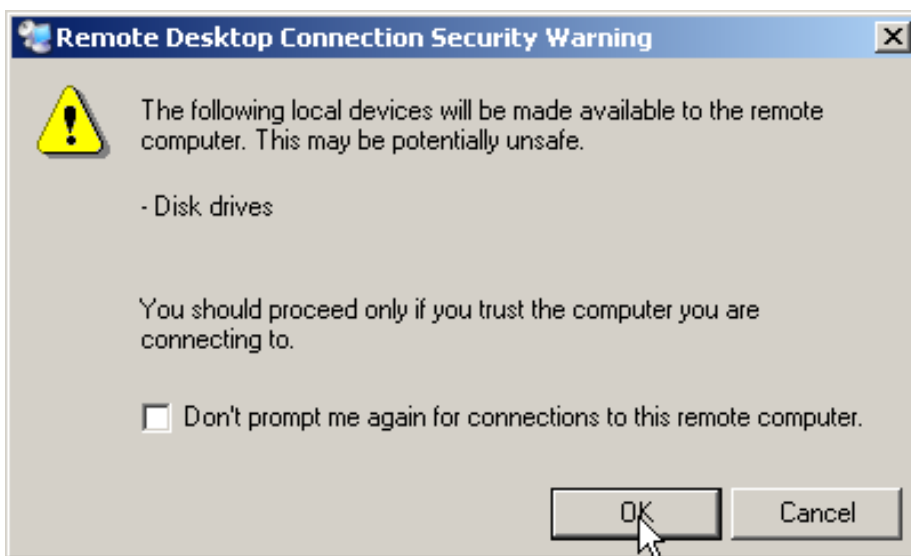 Remote Desktop Connection Security Warning
The following local devices will be made available to the remote
computer. This may be potentially unsafe.
- Disk drives
You should proceed only if you trust the computer you are
connecting to.
Don't prompt me again for connections to this remote computer.
OK Cancel